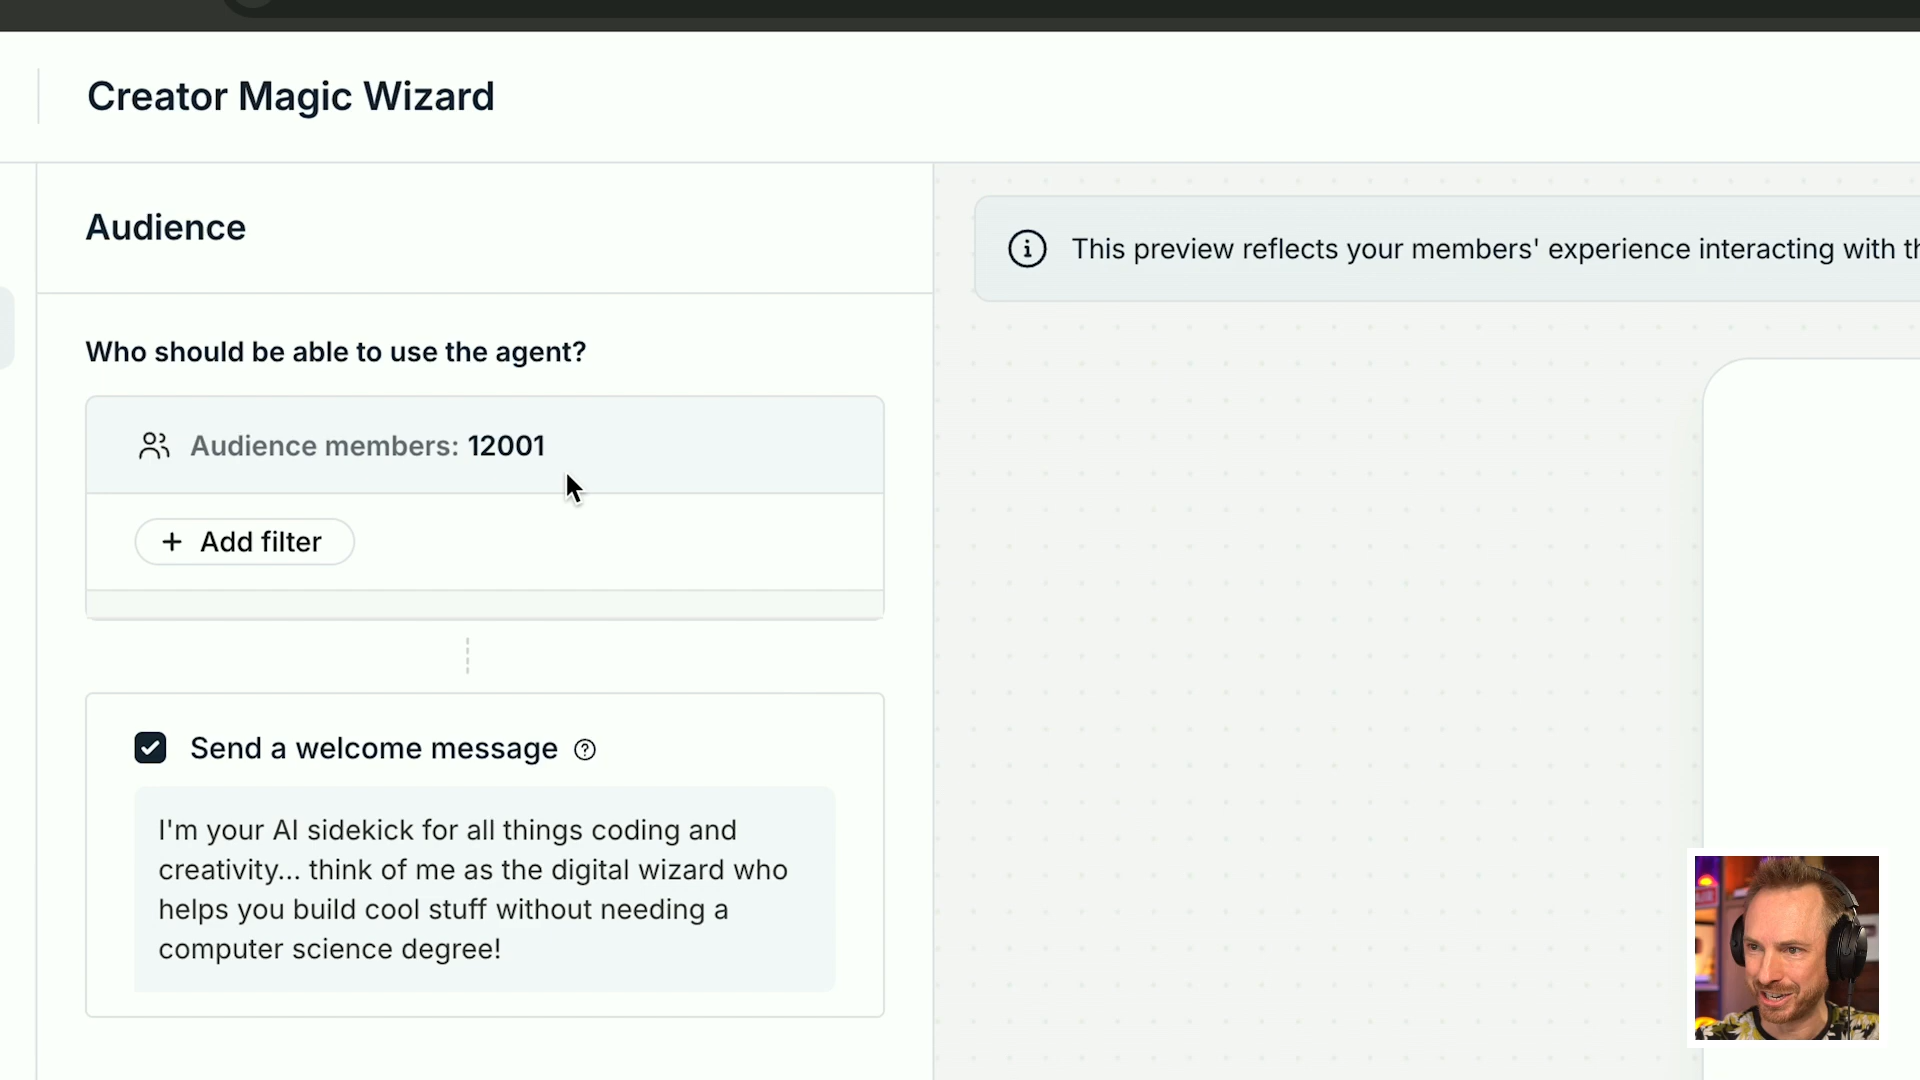 Creator Magic Wizard
Audience
This preview reflects your members' experience interacting with
Who should be able to use the agent?
Audience members: 12001
+ Add filter
Send a welcome message
I'm your AI sidekick for all things coding and
creativity... think of me as the digital wizard who
helps you build cool stuff without needing a
computer science degree!